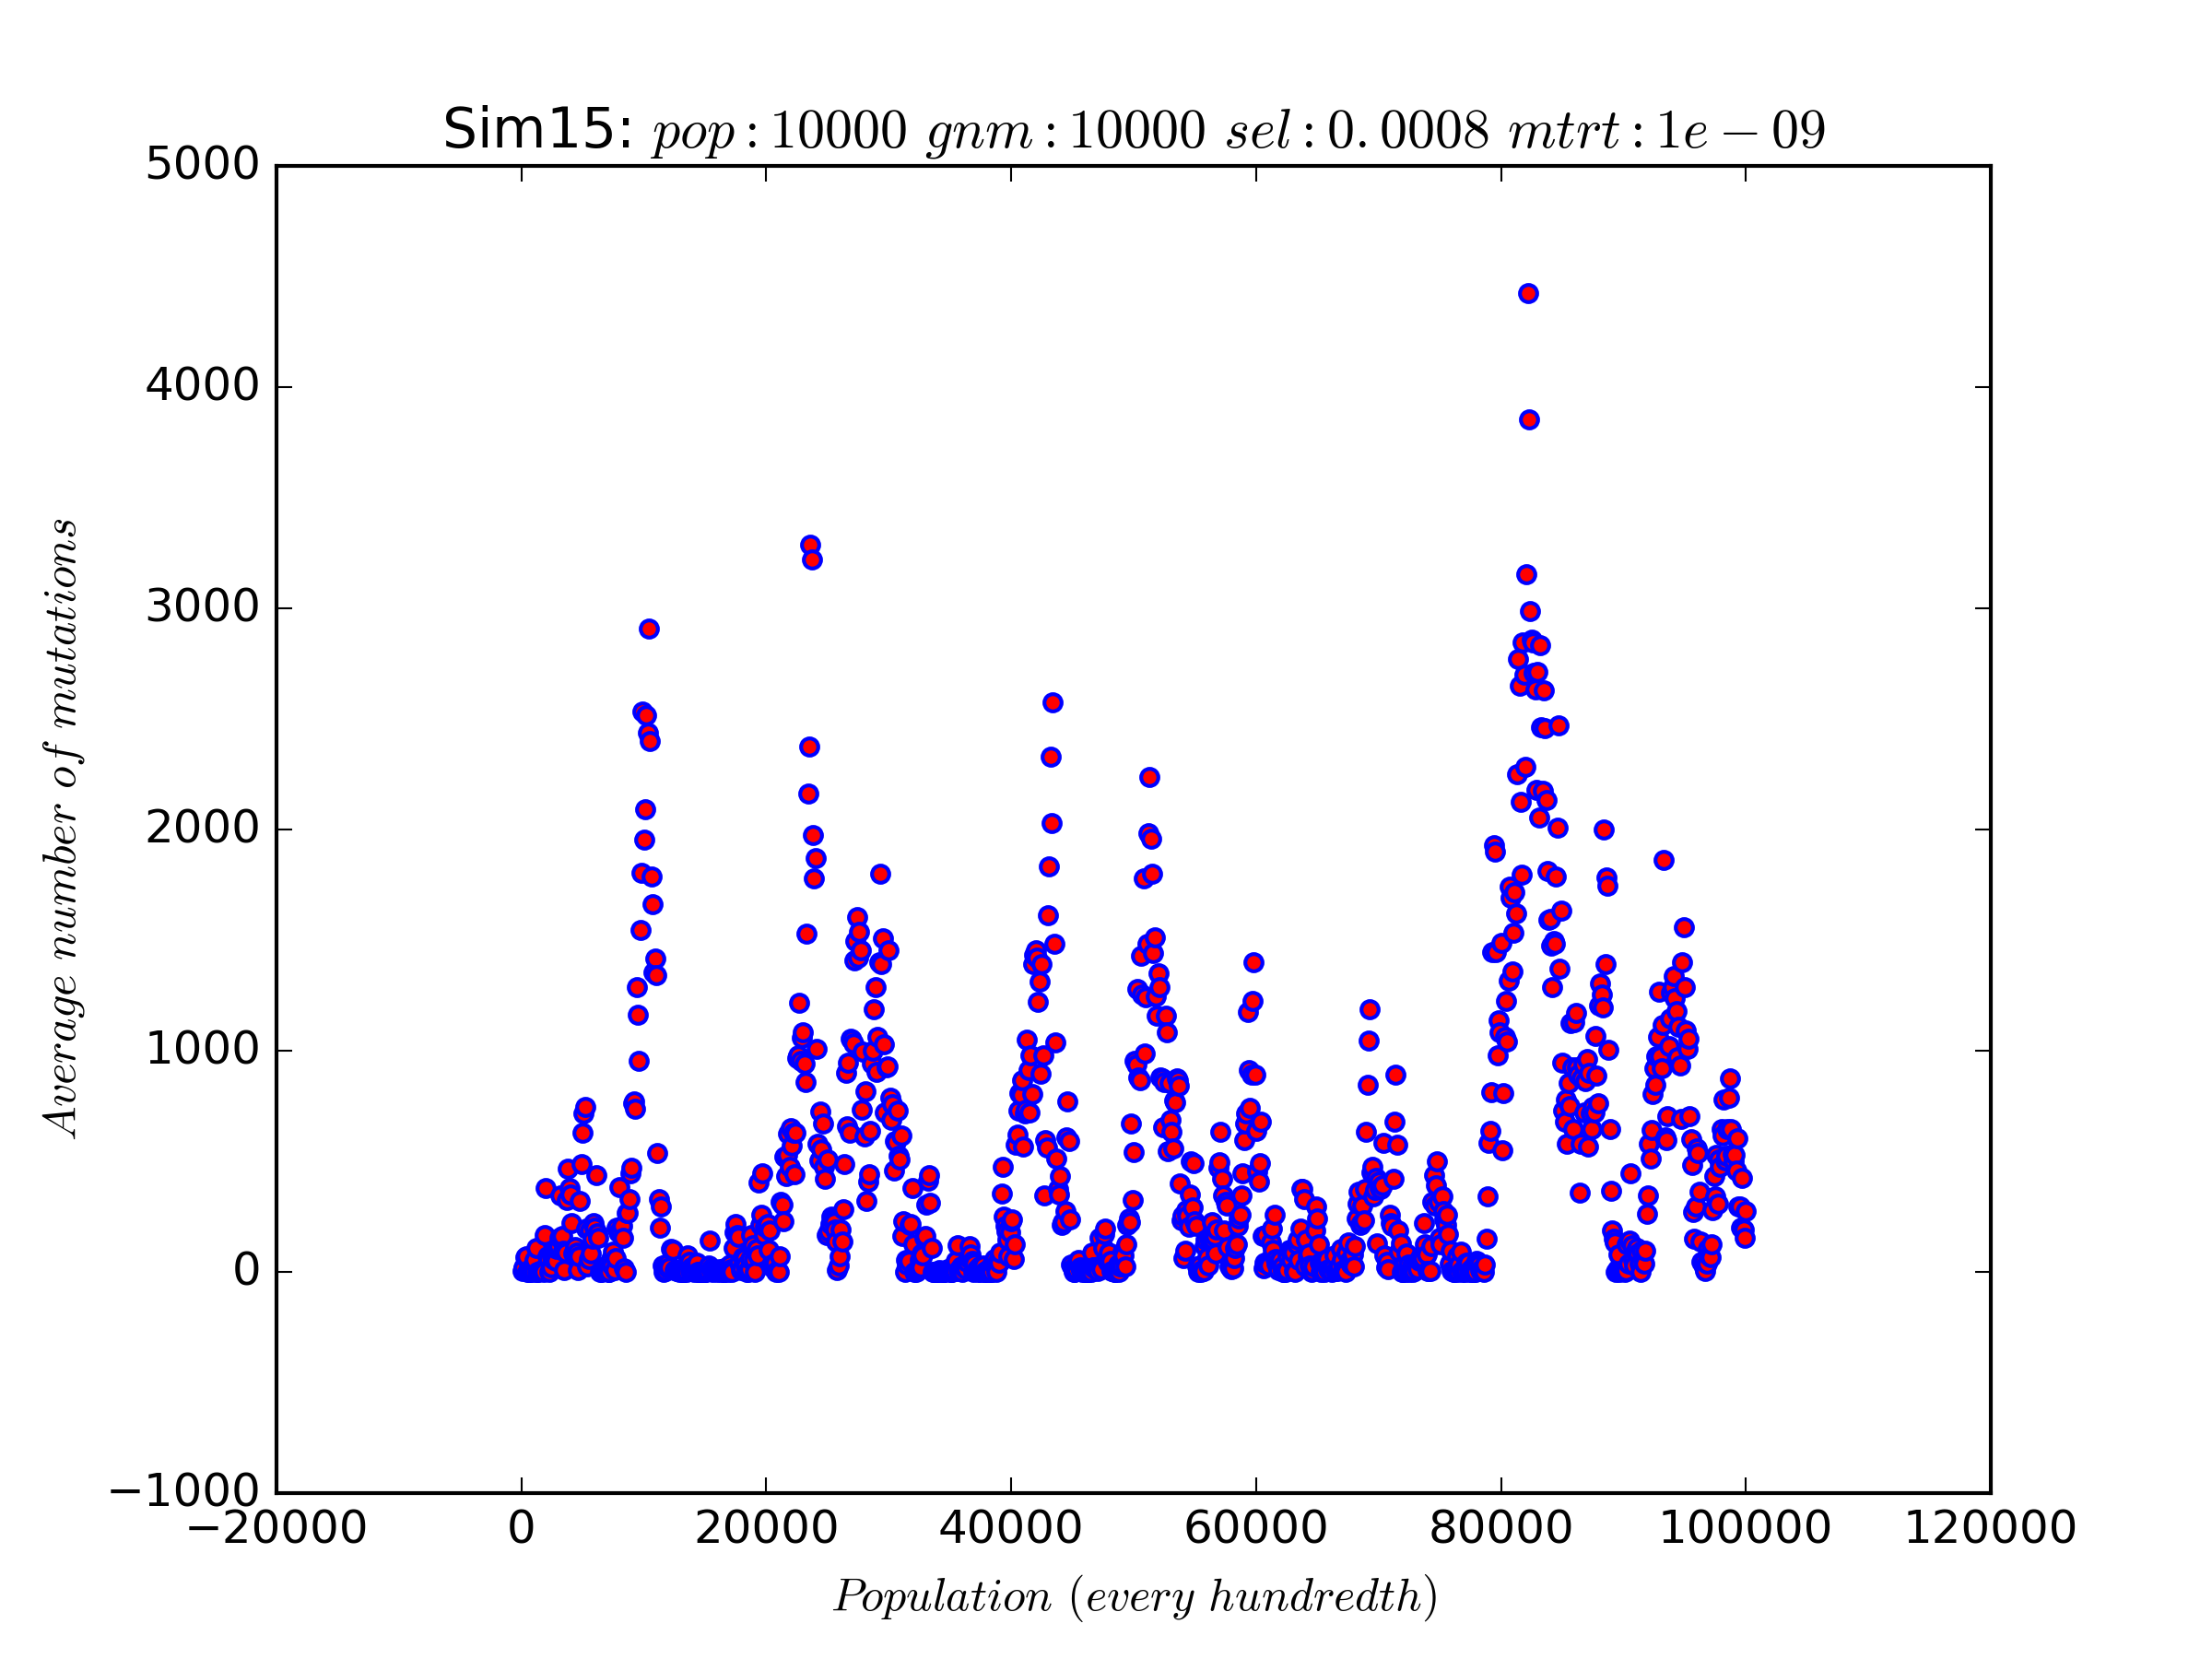 Sim15: pop : 10000 gnm : 10000 sel : 0.0008 mtrt : 1e − 09
5000
4000
3000
2000
1000
0
−1000
Average number of mutations
−20000 0 20000 40000 60000 80000 100000 120000
Population (every hundredth)